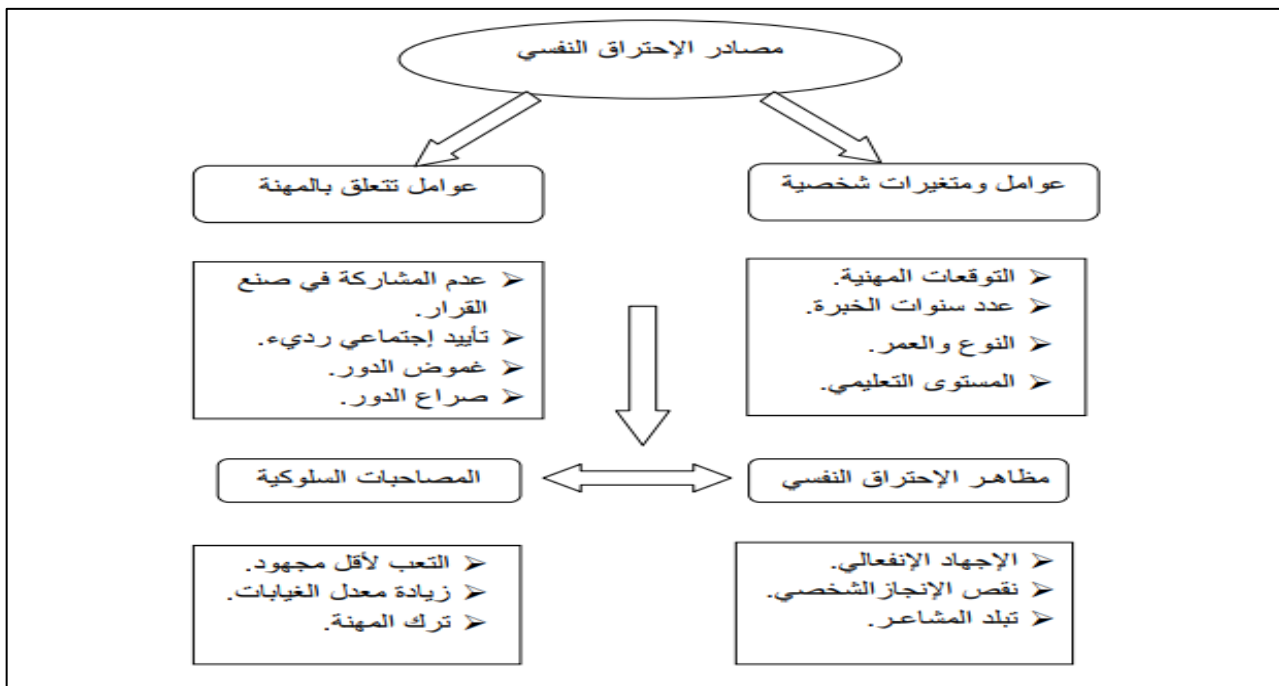 مصادر الإحتراق النفسي
عوامل ومتغيرات شخصية
عوامل تتعلق بالمهنة
➢ التوقعات المهنية.
➢ عدد سنوات الخبرة.
➢ النوع والعمر.
➢ المستوى التعليمي.
➢ عدم المشاركة في صنع
القرار.
➢ تأييد إجتماعي رديء.
➢ غموض الدور.
➢ صراع الدور.
مظاهر الإحتراق النفسي
المصاحبات السلوكية
➢ الإجهاد الإنفعالي.
➢ نقص الإنجاز الشخصي.
➢ تبلد المشاعر.
➢ التعب لأقل مجهود.
➢ زيادة معدل الغيابات.
➢ ترك المهنة.